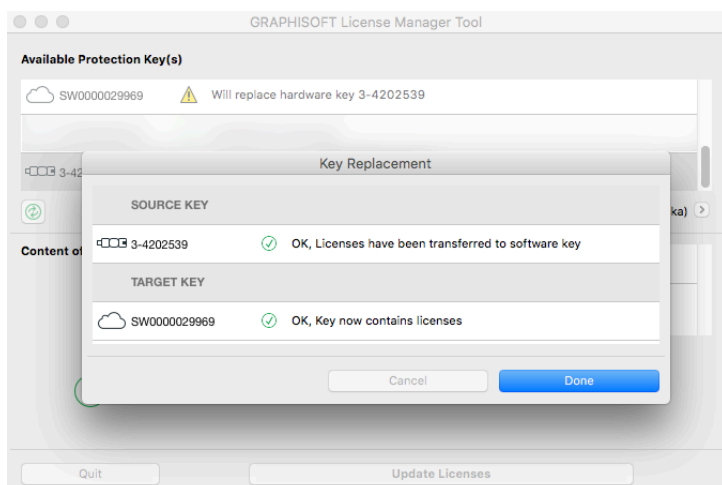 GRAPHISOFT License Manager Tool
Available Protection Key(s)
SW0000029969 Will replace hardware key 3-4202539
3-42
Key Replacement
SOURCE KEY
ka)
3-4202539 OK, Licenses have been transferred to software key
Content of
TARGET KEY
SW0000029969 OK, Key now contains licenses
Cancel Done
Quit Update Licenses